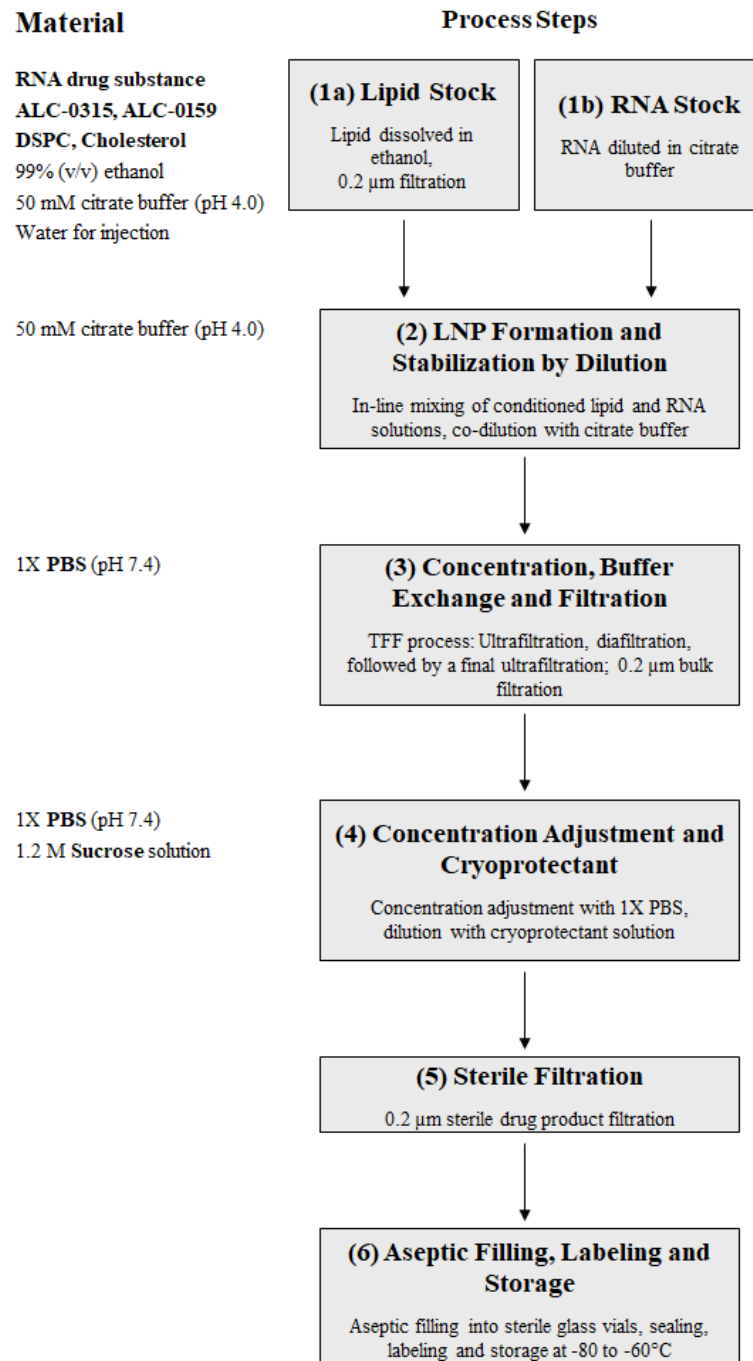 Material
Process Steps
RNA drug substance
ALC-0315, ALC-0159
DSPC, Cholesterol
99% (v/v) ethanol
50 mM citrate buffer (pH 4.0)
Water for injection
(1a) Lipid Stock
Lipid dissolved in
ethanol,
0.2 µm filtration
(1b) RNA Stock
RNA diluted in citrate
buffer
50 mM citrate buffer (pH 4.0)
(2) LNP Formation and
Stabilization by Dilution
In-line mixing of conditioned lipid and RNA
solutions, co-dilution with citrate buffer
1X PBS (pH 7.4)
(3) Concentration, Buffer
Exchange and Filtration
TFF process: Ultrafiltration, diafiltration,
followed by a final ultrafiltration; 0.2 µm bulk
filtration
1X PBS (pH 7.4)
1.2 M Sucrose solution
(4) Concentration Adjustment and
Cryoprotectant
Concentration adjustment with 1X PBS,
dilution with cryoprotectant solution
(5) Sterile Filtration
0.2 µm sterile drug product filtration
(6) Aseptic Filling, Labeling and
Storage
Aseptic filling into sterile glass vials, sealing,
labeling and storage at -80 to -60°C